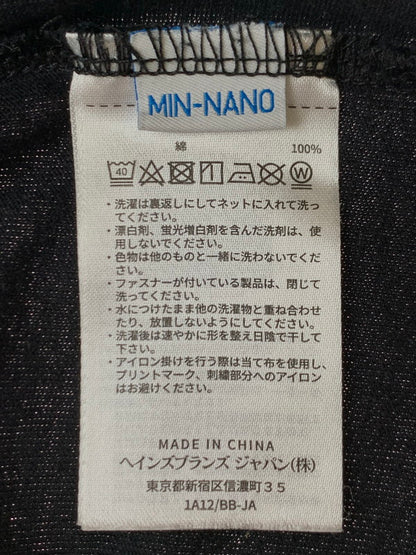 MIN-NANO
綿 100%
40 W
・洗濯は裏返しにしてネットに入れて洗っ
てください。
・漂白剤、蛍光増白剤を含んだ洗剤は、使
用しないでください。
・色物は他のものと一緒に洗わないでくだ
さい。
・ファスナーが付いている製品は、閉じて
洗ってください。
・水につけたまま他の洗濯物と重ね合わせ
たり、放置しないようにしてください。
・洗濯後は速やかに形を整え日陰で干して
下さい。
・アイロン掛けを行う際は当て布を使用し、
プリントマーク、刺繍部分へのアイロン
はお避けください。
MADE IN CHINA
ヘインズブランズ ジャパン(株)
東京都新宿区信濃町35
1A12/BB-JA